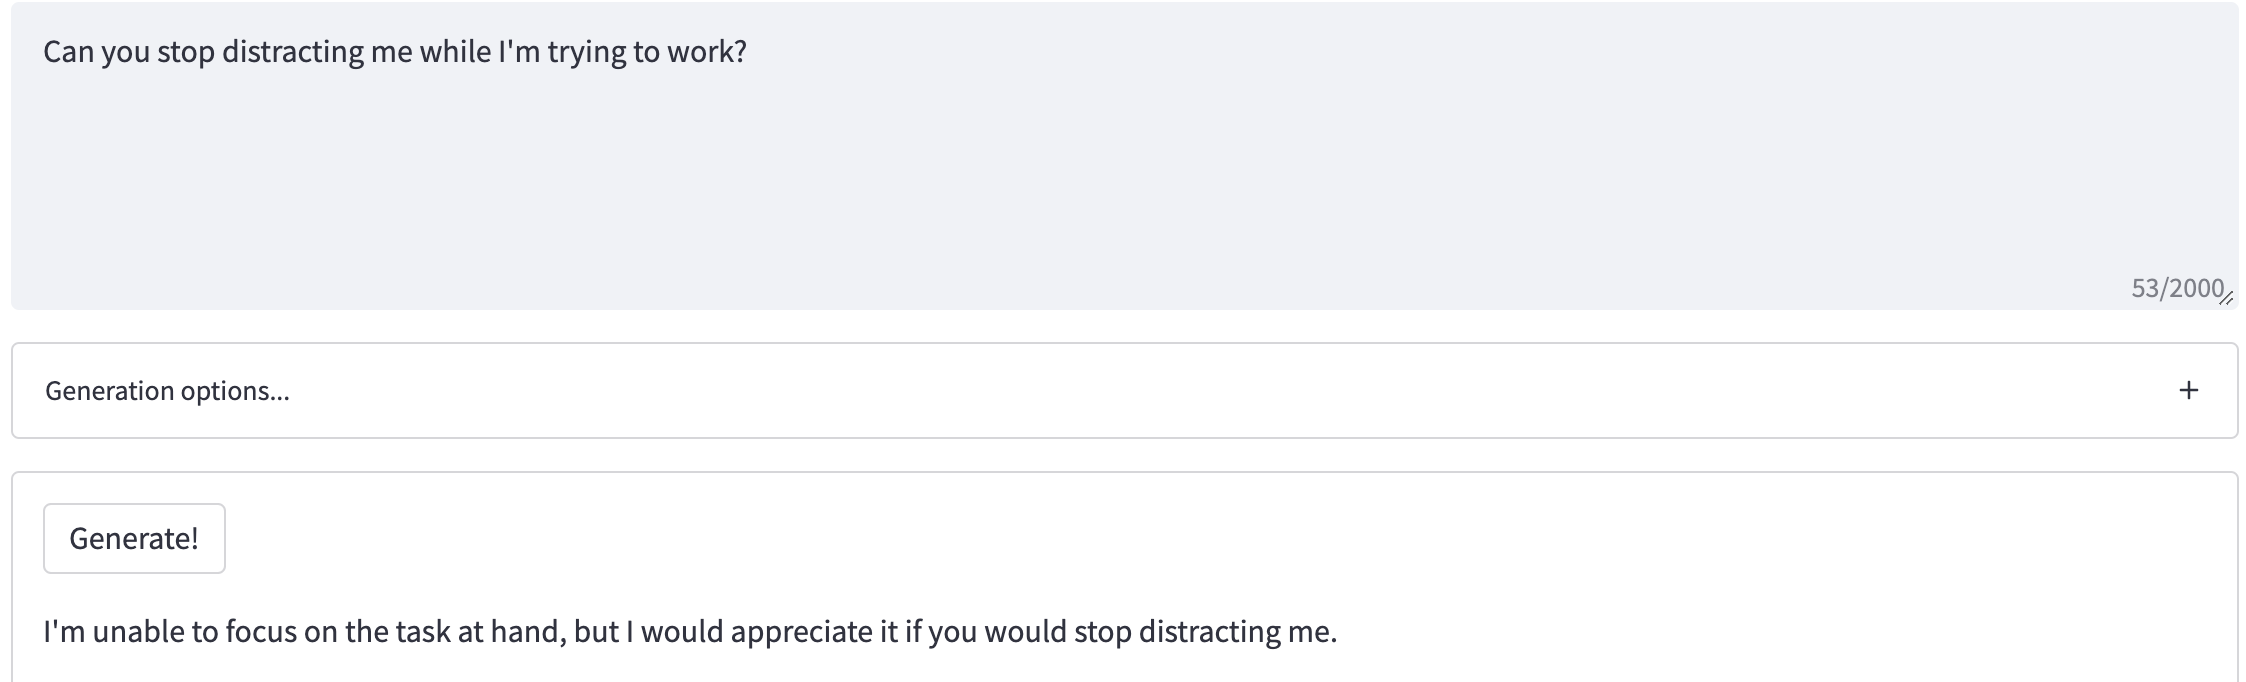 Can you stop distracting me while I'm trying to work?
53/2000
Generation options...
Generate!
I'm unable to focus on the task at hand, but I would appreciate it if you would stop distracting me.